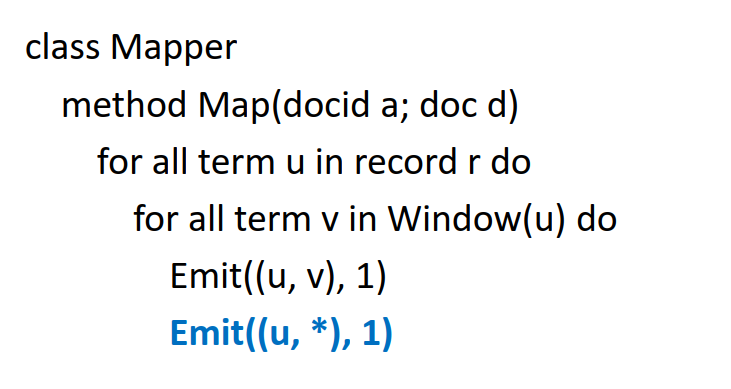 class Mapper
method Map(docid a; doc d)
for all term u in record r do
for all term v in Window(u) do
Emit((u, v), 1)
Emit((u, *), 1)